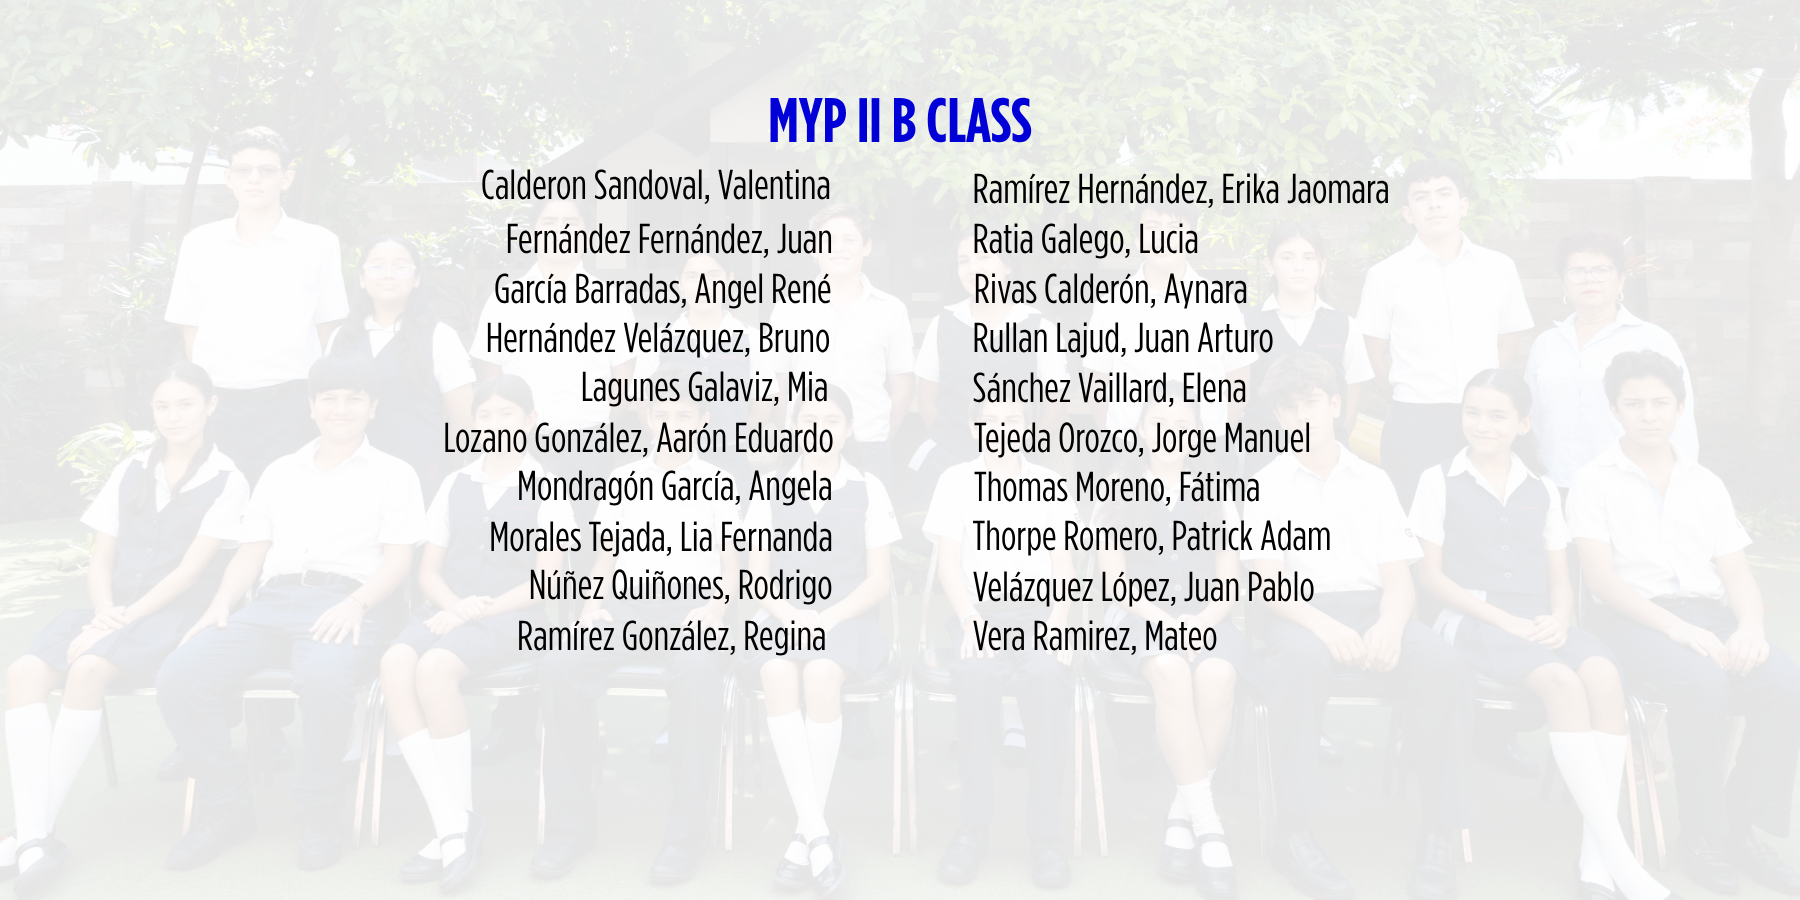 MYP II B CLASS
Calderon Sandoval, Valentina
Fernández Fernández, Juan
García Barradas, Angel René
Hernández Velázquez, Bruno
Lagunes Galaviz, Mia
Lozano González, Aarón Eduardo
Mondragón García, Angela
Morales Tejada, Lia Fernanda
Núñez Quiñones, Rodrigo
Ramírez González, Regina
Ramírez Hernández, Erika Jaomara
Ratia Galego, Lucia
Rivas Calderón, Aynara
Rullan Lajud, Juan Arturo
Sánchez Vaillard, Elena
Tejeda Orozco, Jorge Manuel
Thomas Moreno, Fátima
Thorpe Romero, Patrick Adam
Velázquez López, Juan Pablo
Vera Ramirez, Mateo